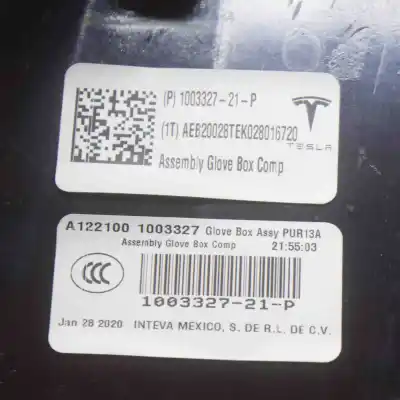 (P) 1003327-21-P
(1T) AEB20028TEK028016720
TESLA
Assembly Glove Box Comp
A122100 1003327 Glove Box Assy PUR13A
Assembly Glove Box Comp 21:55:03
CCC
1003327-21-P
Jan 28 2020 INTEVA MEXICO, S. DE R.L. DE C.V.